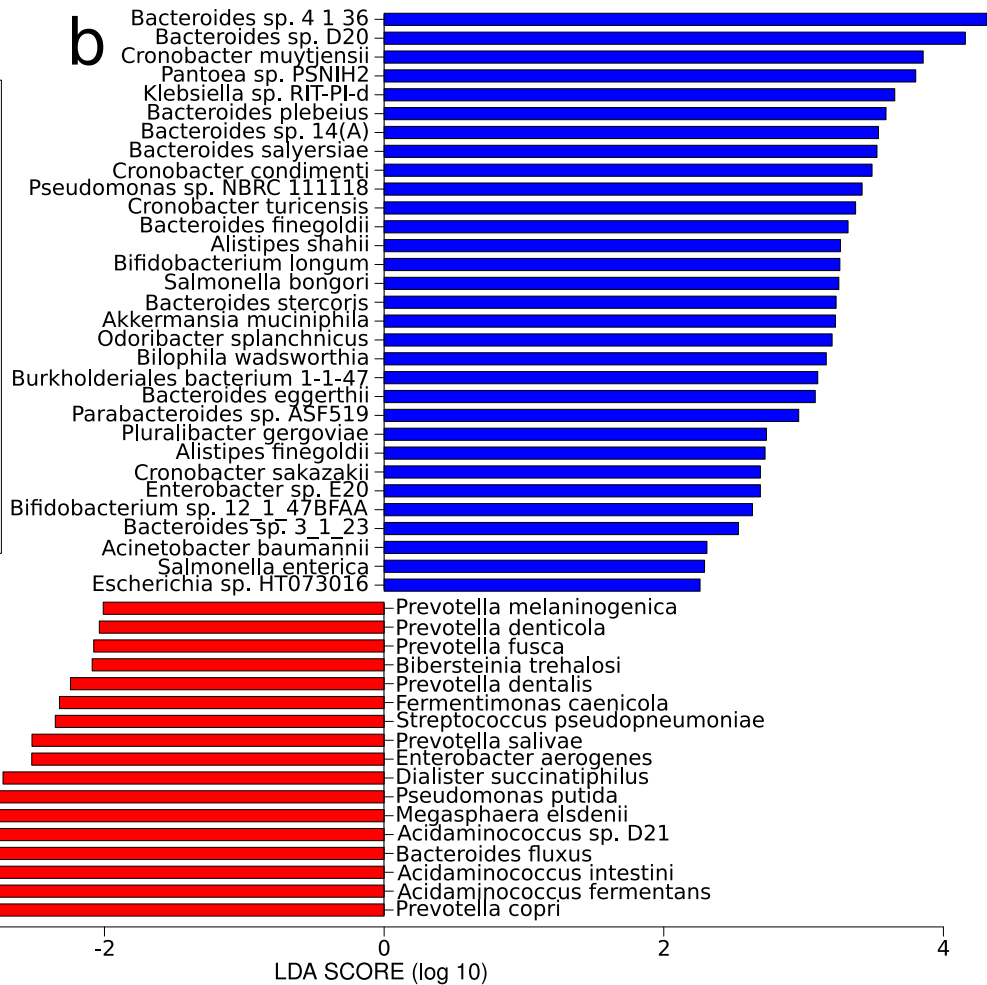 b
Bacteroides sp. 4 1 36
Bacteroides sp. D20
Cronobacter muytjensii
Pantoea sp. PSNIH2
Klebsiella sp. RIT-PI-d
Bacteroides plebeius
Bacteroides sp. 14(A)
Bacteroides salyersiae
Cronobacter condimenti
Pseudomonas sp. NBRC 111118
Cronobacter turicensis
Bacteroides finegoldii
Alistipes shahii
Bifidobacterium longum
Salmonella bongori
Bacteroides stercoris
Akkermansia muciniphila
Odoribacter splanchnicus
Bilophila wadsworthia
Burkholderiales bacterium 1-1-47
Bacteroides eggerthii
Parabacteroides sp. ASF519
Pluralibacter gergoviae
Alistipes finegoldii
Cronobacter sakazakii
Enterobacter sp. E20
Bifidobacterium sp. 12_1_47BFAA
Bacteroides sp. 3_1_23
Acinetobacter baumannii
Salmonella enterica
Escherichia sp. HT073016
Prevotella melaninogenica
Prevotella denticola
Prevotella fusca
Bibersteinia trehalosi
Prevotella dentalis
Fermentimonas caenicola
Streptococcus pseudopneumoniae
Prevotella salivae
Enterobacter aerogenes
Dialister succinatiphilus
Pseudomonas putida
Megasphaera elsdenii
Acidaminococcus sp. D21
Bacteroides fluxus
Acidaminococcus intestini
Acidaminococcus fermentans
Prevotella copri
-2 0 2 4
LDA SCORE (log 10)